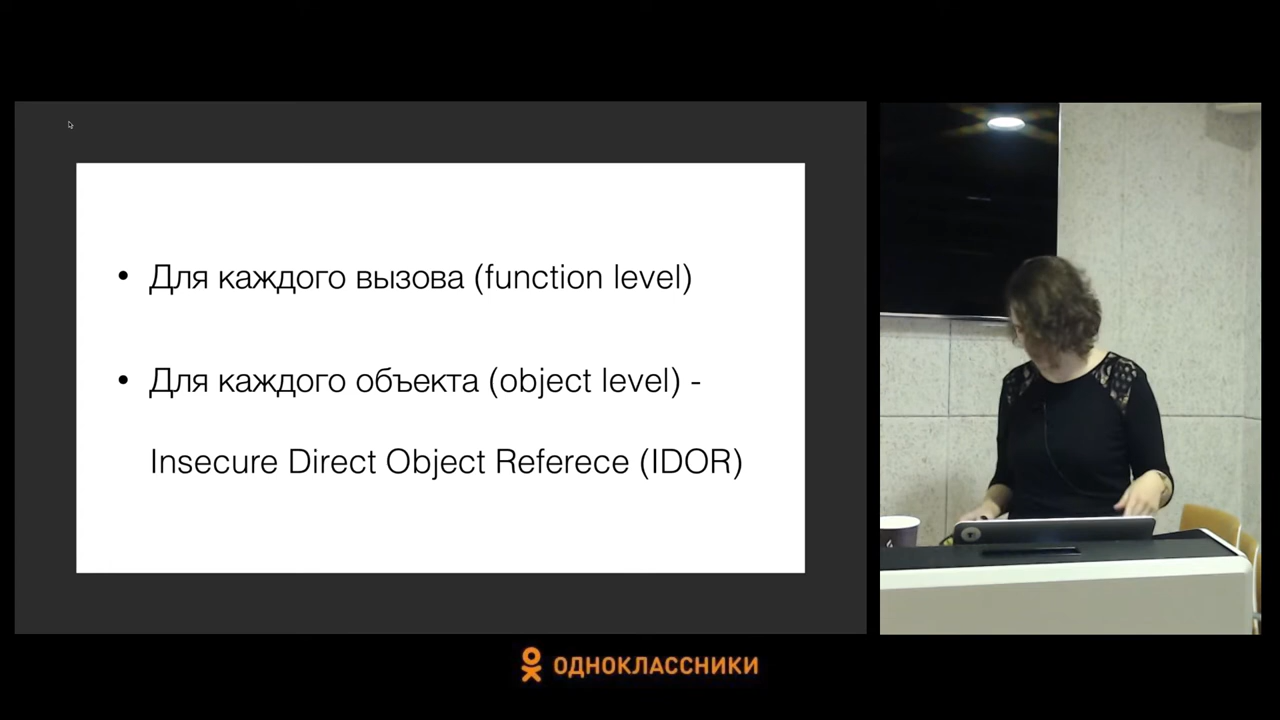 • Для каждого вызова (function level)
• Для каждого объекта (object level) -
Insecure Direct Object Referece (IDOR)
ОДНОКЛАССНИКИ